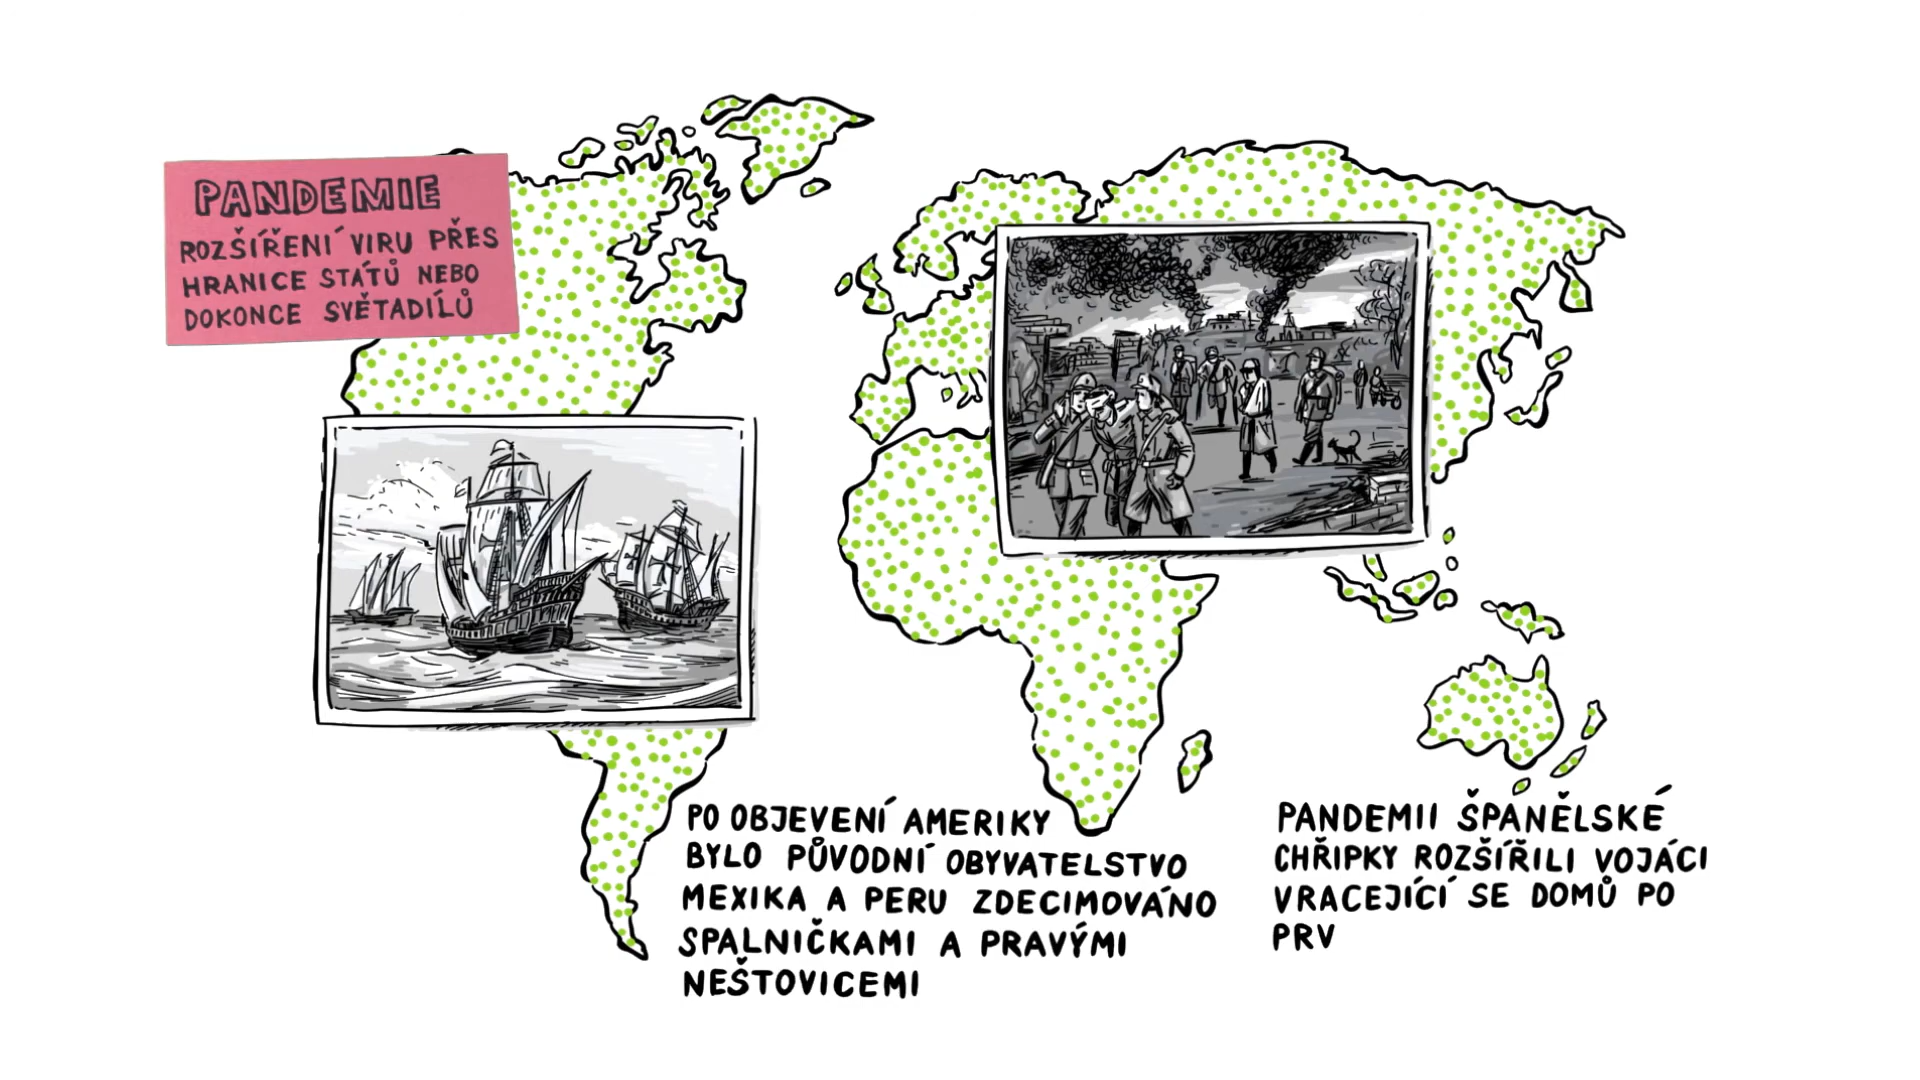 PANDEMIE
ROZŠÍŘENÍ VIRU PŘES
HRANICE STÁTŮ NEBO
DOKONCE SVĚTADÍLŮ
PO OBJEVENÍ AMERIKY
BYLO PŮVODNÍ OBYVATELSTVO
MEXIKA A PERU ZDECIMOVÁNO
SPALNIČKAMI A PRAVÝMI
NEŠTOVICEMI
PANDEMII ŠPANĚLSKÉ
CHŘIPKY ROZŠÍŘILI VOJÁCI
VRACEJÍCÍ SE DOMŮ PO
PRV